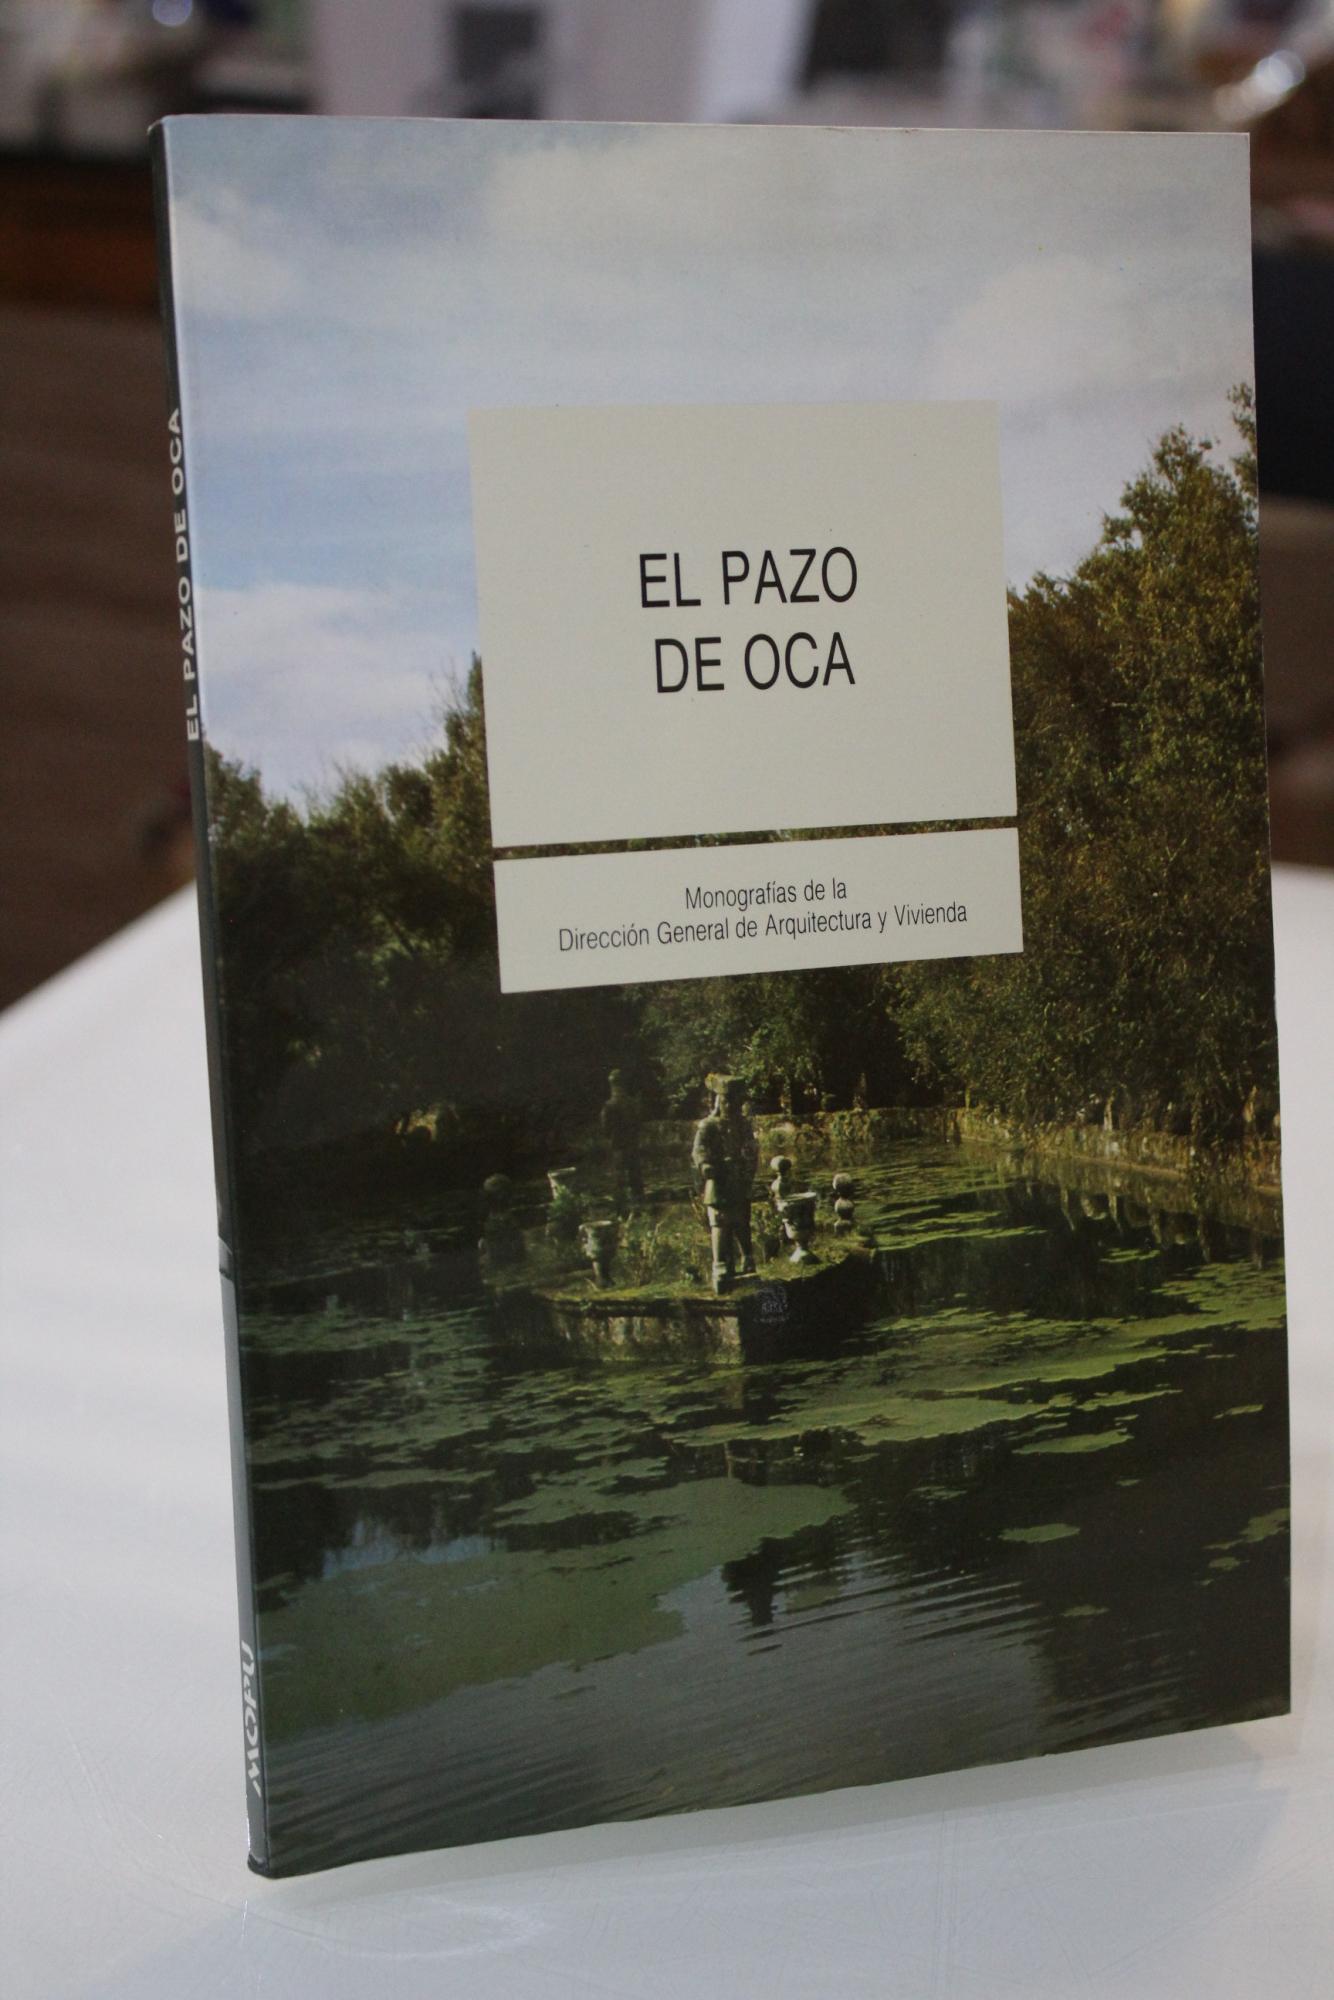 EL PAZO
DE OCA
Monografías de la
Dirección General de Arquitectura y Vivienda
EL PAZO DE OCA
MOPU